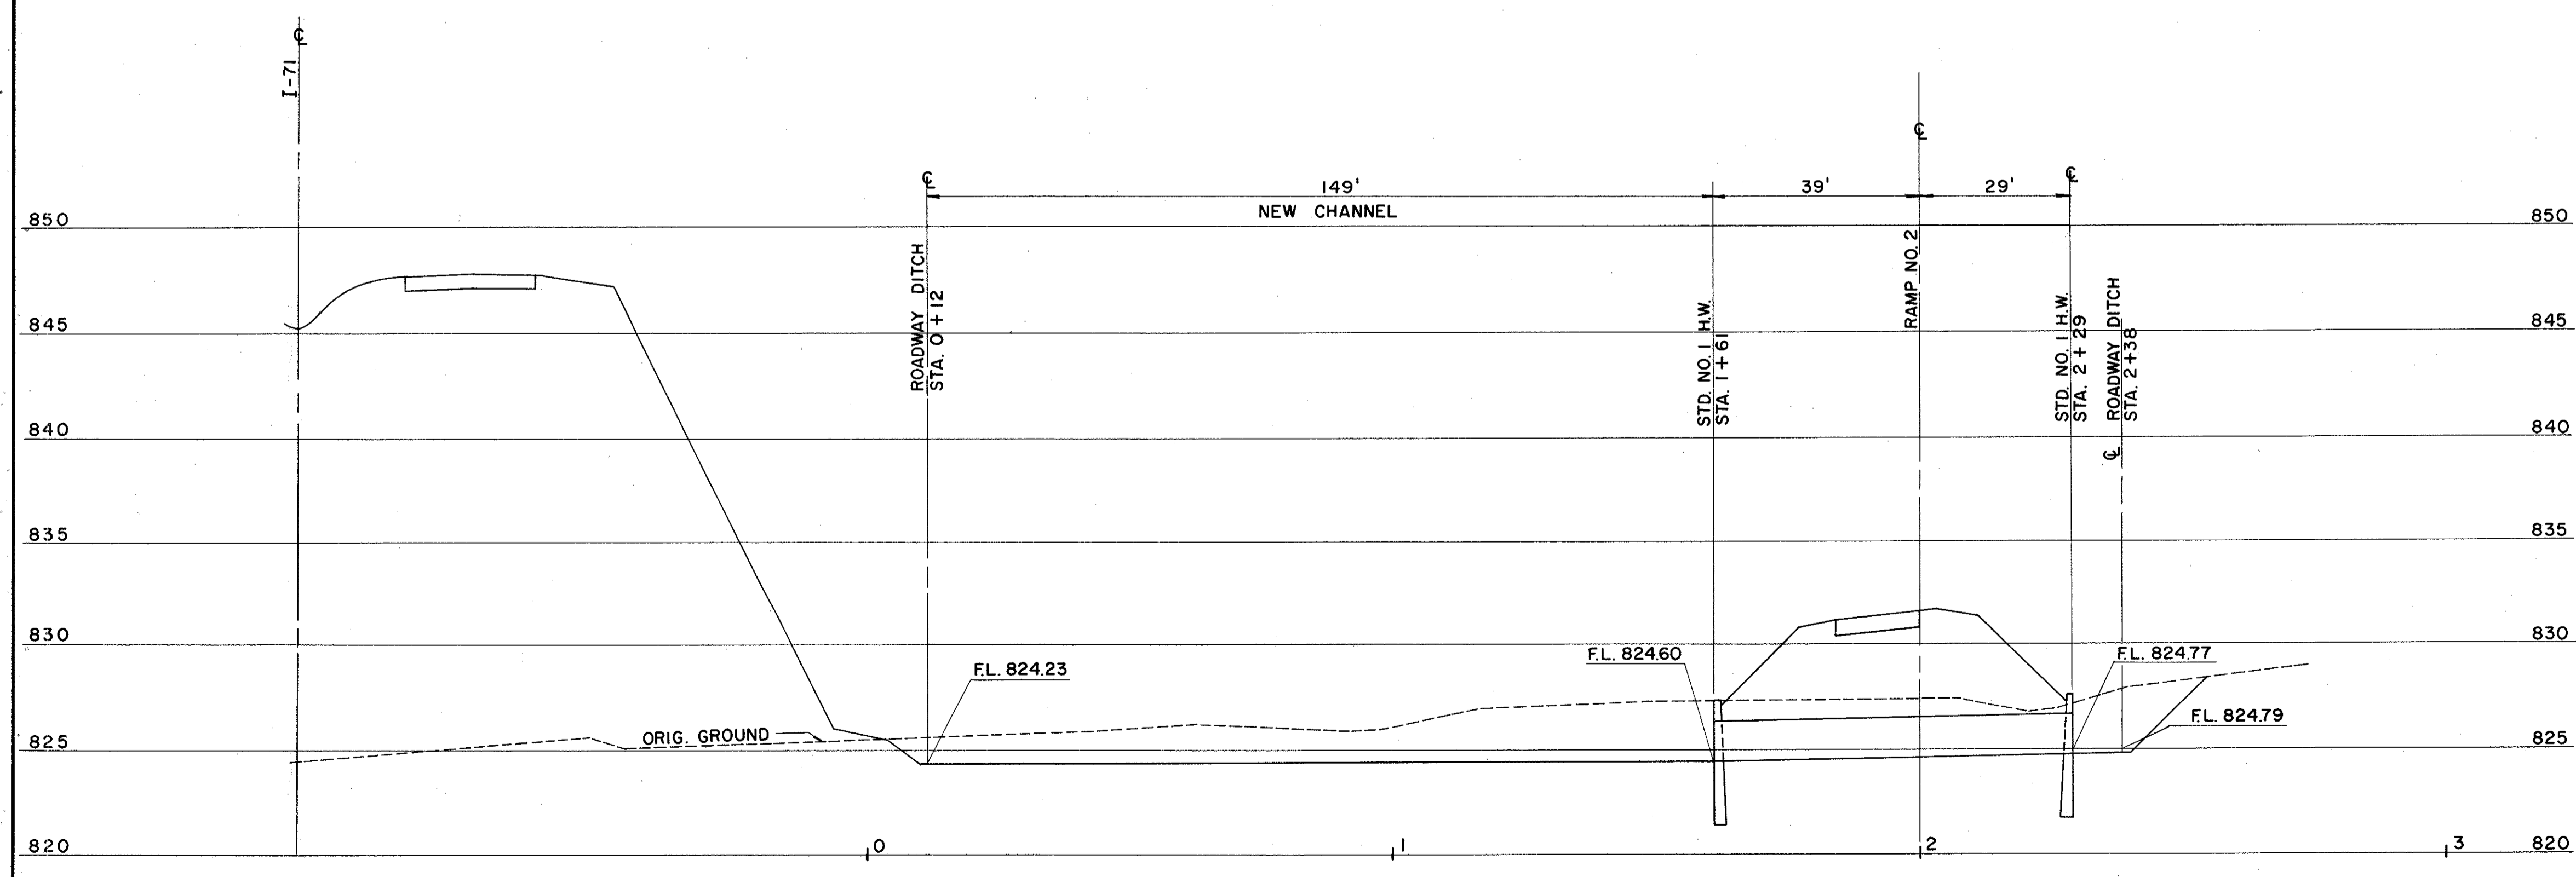 ℄
I-71
℄
℄
℄
149'
39'
29'
NEW CHANNEL
850
850
ROADWAY DITCH
STA. 0+12
STD. NO. 1 H.W.
STA. 1+61
RAMP NO. 2
STD. NO. 1 H.W.
STA. 2+29
℄ ROADWAY DITCH
STA. 2+38
845
845
840
840
835
835
830
830
F.L. 824.23
F.L. 824.60
F.L. 824.77
F.L. 824.79
ORIG. GROUND
825
825
820
0
1
2
3
820